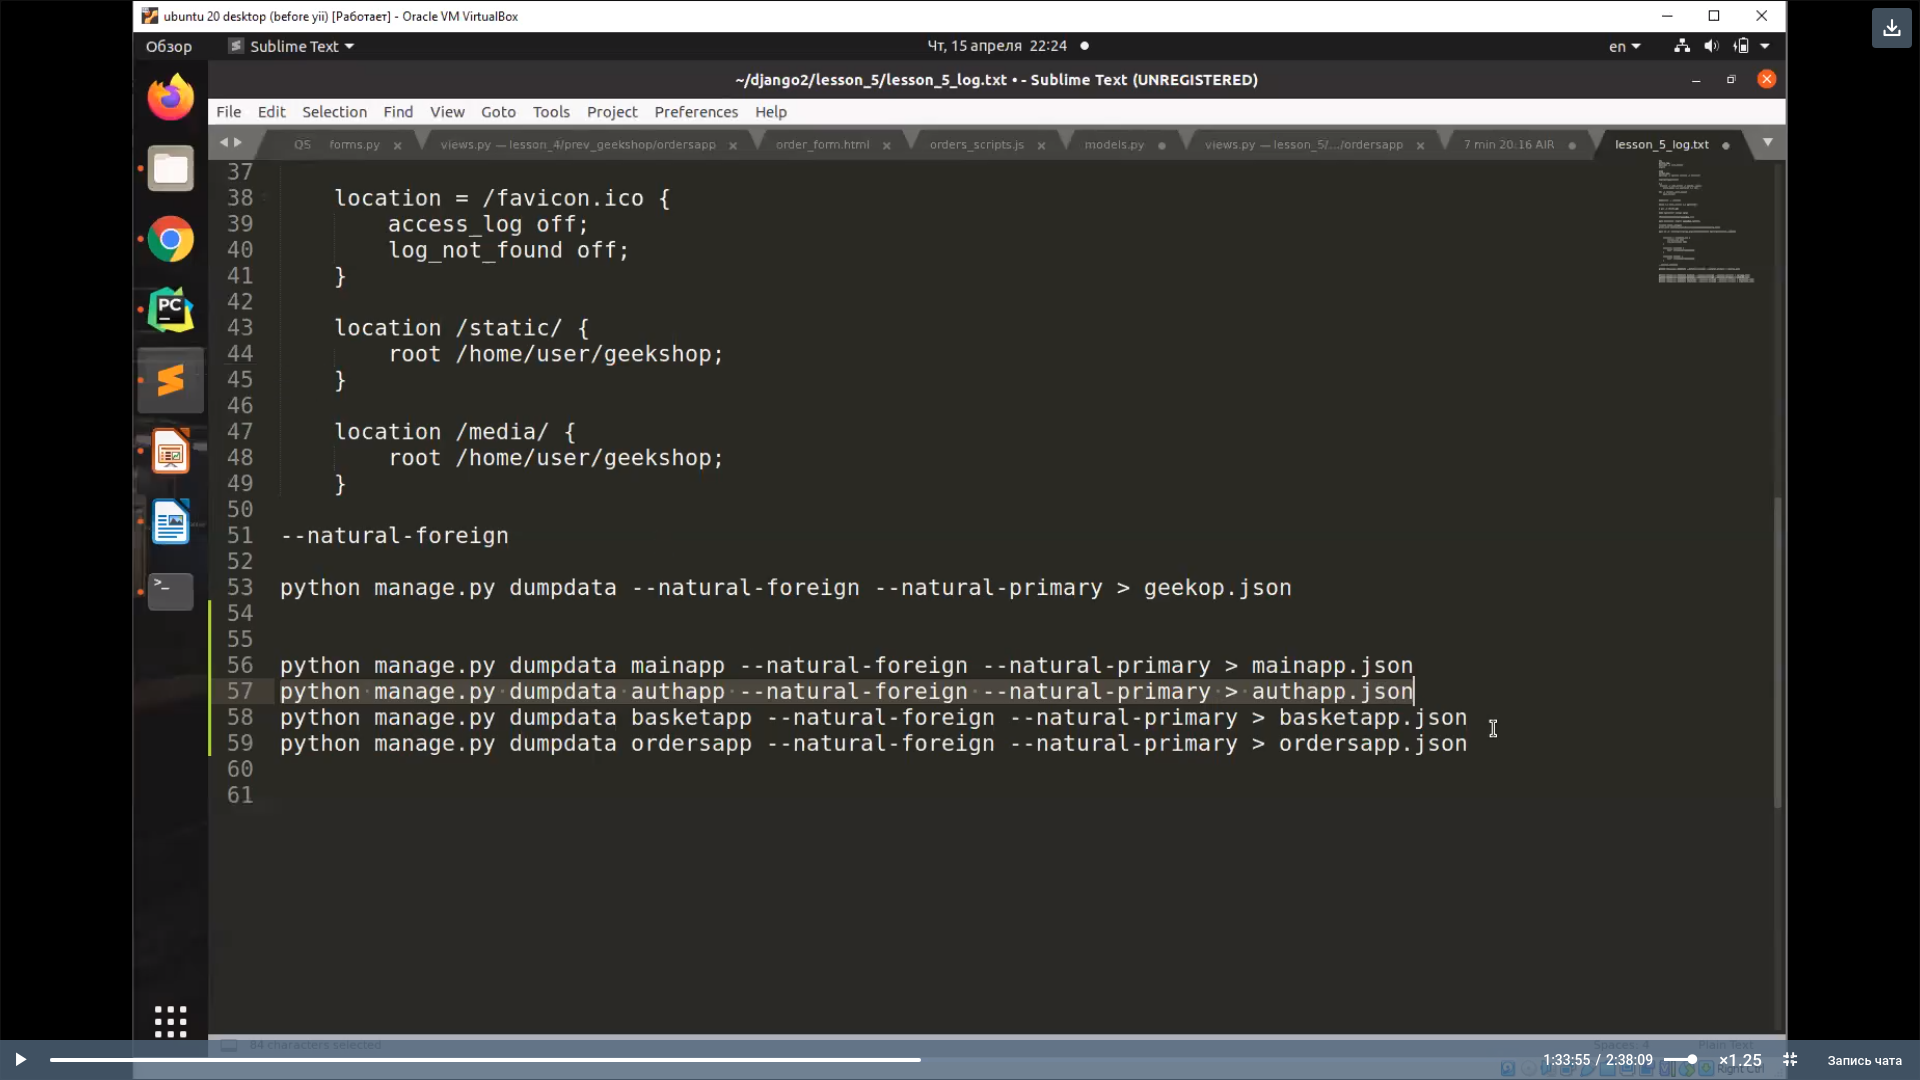 ubuntu 20 desktop (before yii) [Работает] - Oracle VM VirtualBox
Обзор Sublime Text Чт, 15 апреля 22:24 en
~/django2/lesson_5/lesson_5_log.txt • - Sublime Text (UNREGISTERED)
File Edit Selection Find View Goto Tools Project Preferences Help
QS forms.py views.py — lesson_4/prev_geekshop/ordersapp order_form.html orders_scripts.js models.py views.py — lesson_5/.../ordersapp 7 min 20:16 AIR lesson_5_log.txt
37
38 location = /favicon.ico {
39 access_log off;
40 log_not_found off;
41 }
42
43 location /static/ {
44 root /home/user/geekshop;
45 }
46
47 location /media/ {
48 root /home/user/geekshop;
49 }
50
51 --natural-foreign
52
53 python manage.py dumpdata --natural-foreign --natural-primary > geekop.json
54
55
56 python manage.py dumpdata mainapp --natural-foreign --natural-primary > mainapp.json
57 python manage.py dumpdata authapp --natural-foreign --natural-primary > authapp.json
58 python manage.py dumpdata basketapp --natural-foreign --natural-primary > basketapp.json
59 python manage.py dumpdata ordersapp --natural-foreign --natural-primary > ordersapp.json
60
61
84 characters selected Spaces: 4 Plain Text
1:33:55 / 2:38:09 ×1.25 Запись чата
Right Ctrl